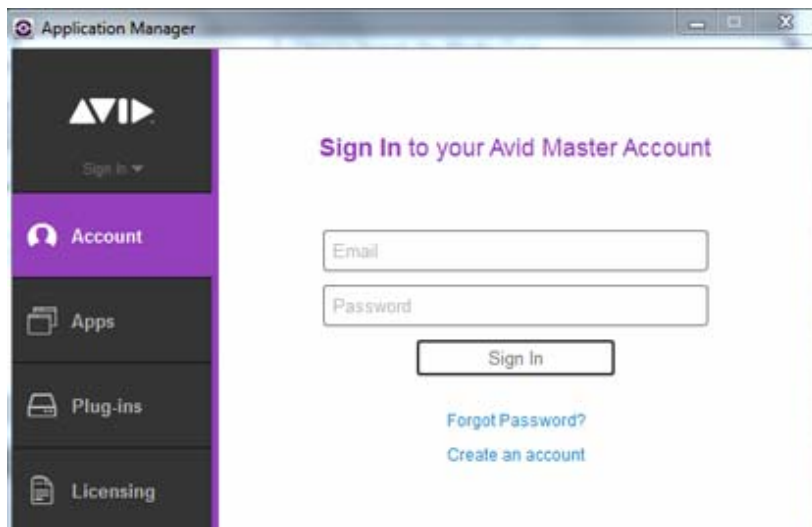 Application Manager
AVID
Sign In
Account
Apps
Plug-ins
Licensing
Sign In to your Avid Master Account
Email
Password
Sign In
Forgot Password?
Create an account